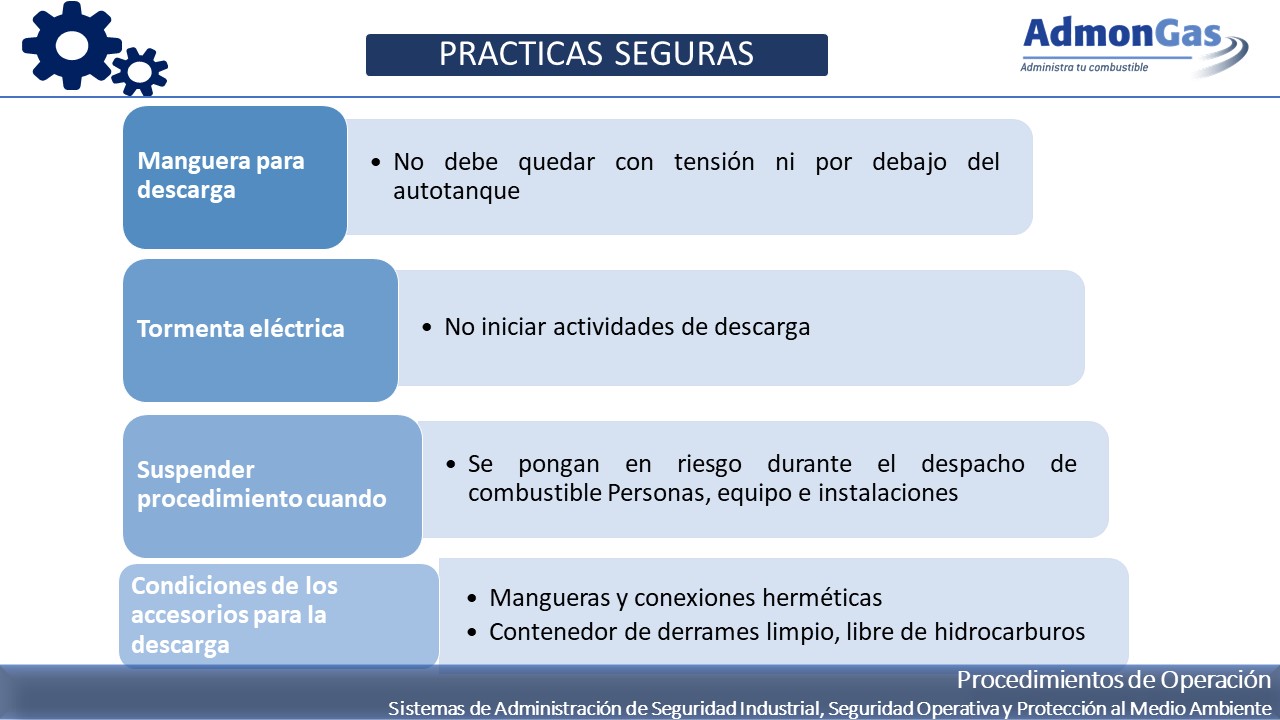 PRACTICAS SEGURAS
AdmonGas
Administra tu combustible
Manguera para
descarga
• No debe quedar con tensión ni por debajo del
autotanque
Tormenta eléctrica
• No iniciar actividades de descarga
Suspender
procedimiento cuando
• Se pongan en riesgo durante el despacho de
combustible Personas, equipo e instalaciones
Condiciones de los
accesorios para la
descarga
• Mangueras y conexiones herméticas
• Contenedor de derrames limpio, libre de hidrocarburos
Procedimientos de Operación
Sistemas de Administración de Seguridad Industrial, Seguridad Operativa y Protección al Medio Ambiente